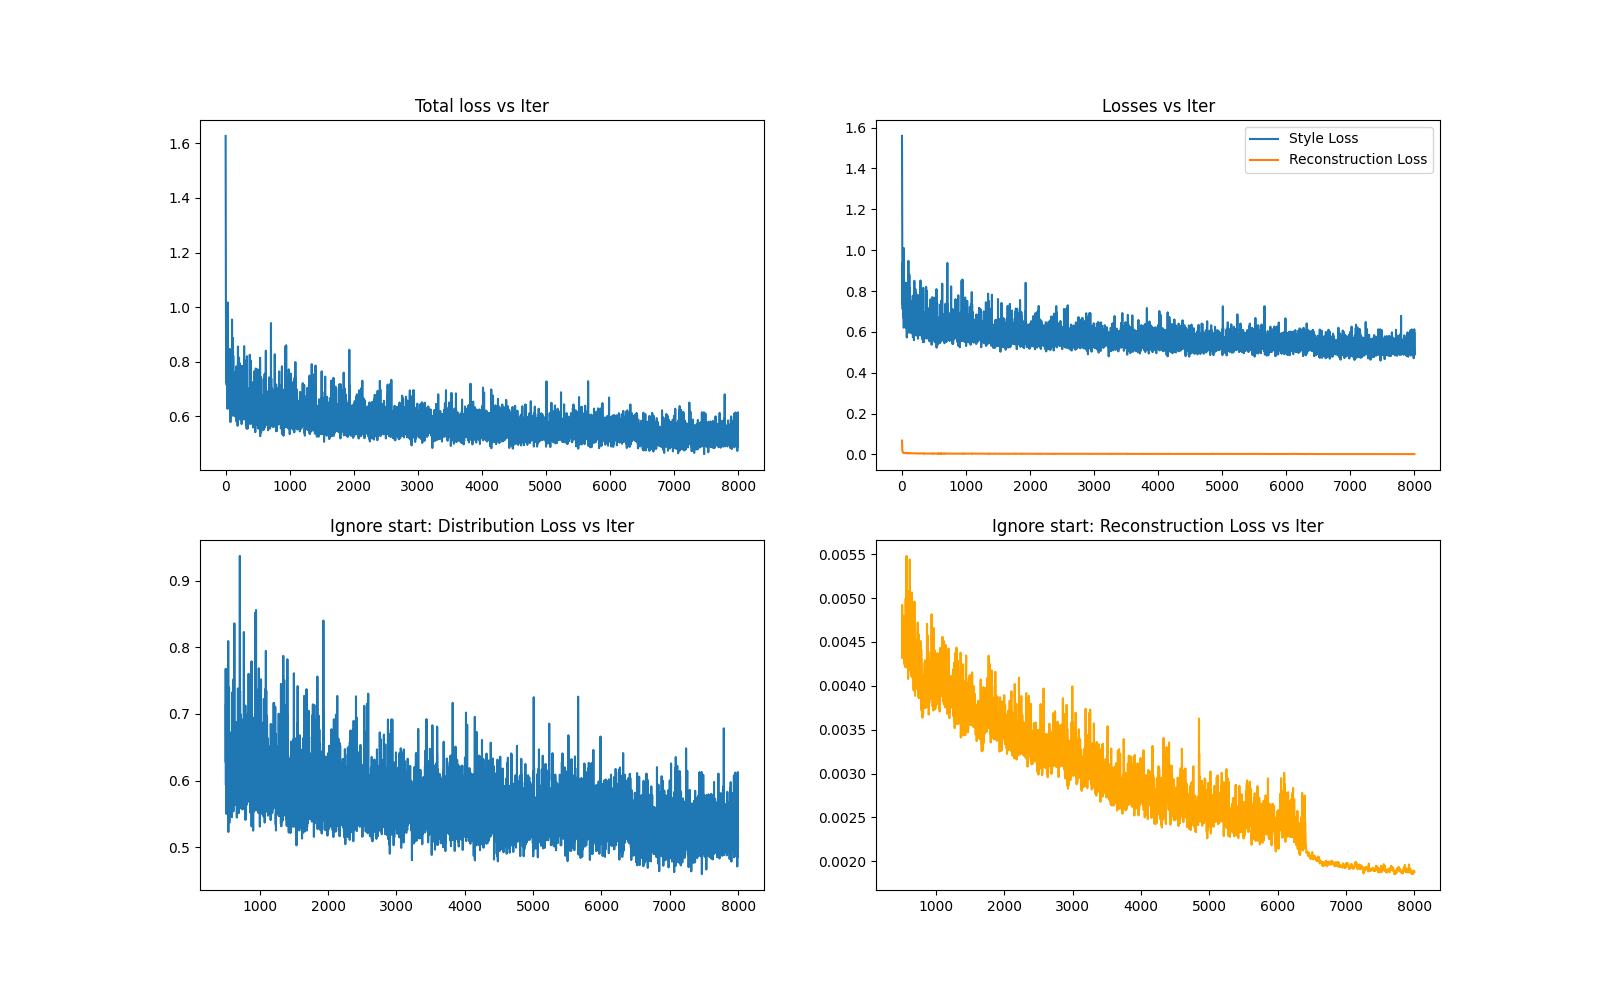 Total loss vs Iter
1.6
1.4
1.2
1.0
0.8
0.6
0 1000 2000 3000 4000 5000 6000 7000 8000
Losses vs Iter
1.6
1.4
1.2
1.0
0.8
0.6
0.4
0.2
0.0
Style Loss
Reconstruction Loss
0 1000 2000 3000 4000 5000 6000 7000 8000
Ignore start: Distribution Loss vs Iter
0.9
0.8
0.7
0.6
0.5
1000 2000 3000 4000 5000 6000 7000 8000
Ignore start: Reconstruction Loss vs Iter
0.0055
0.0050
0.0045
0.0040
0.0035
0.0030
0.0025
0.0020
1000 2000 3000 4000 5000 6000 7000 8000